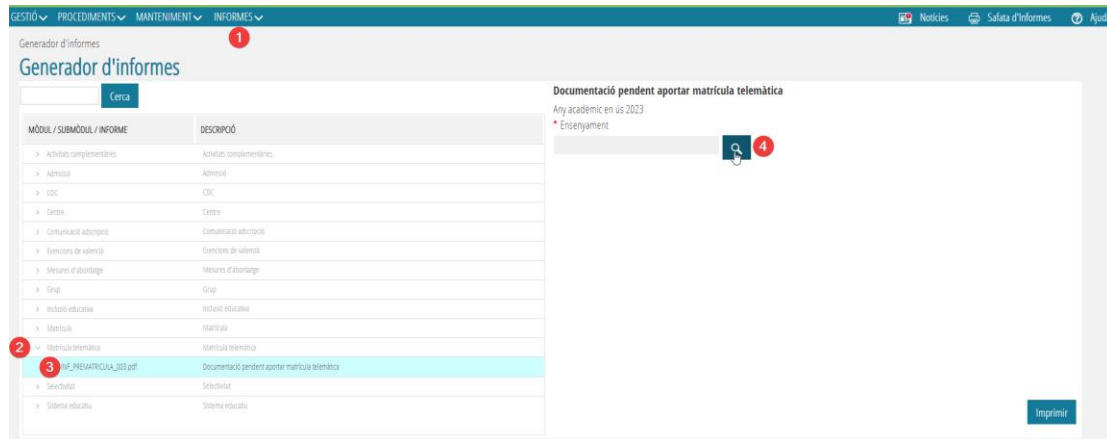 GESTIÓ PROCEDIMENTS MANTENIMENT INFORMES Notícies Safata d'Informes Ajud
1
Generador d'informes
Generador d'informes
Cerca
MÒDUL / SUBMÒDUL / INFORME DESCRIPCIÓ
Activitats complementàries Activitats complementàries
Admissió Admissió
CDC CDC
Centre Centre
Comunicació adscripció Comunicació adscripció
Exencions de valencià Exencions de valencià
Mesures d'abordatge Mesures d'abordatge
Grup Grup
Inclusió educativa Inclusió educativa
Matrícula Matrícula
2 Matrícula telemàtica Matrícula telemàtica
3 INF_PREMATRICULA_003.pdf Documentació pendent aportar matrícula telemàtica
Selectivitat Selectivitat
Sistema educatiu Sistema educatiu
Documentació pendent aportar matrícula telemàtica
Any acadèmic en ús 2023
* Ensenyament
4
Imprimir